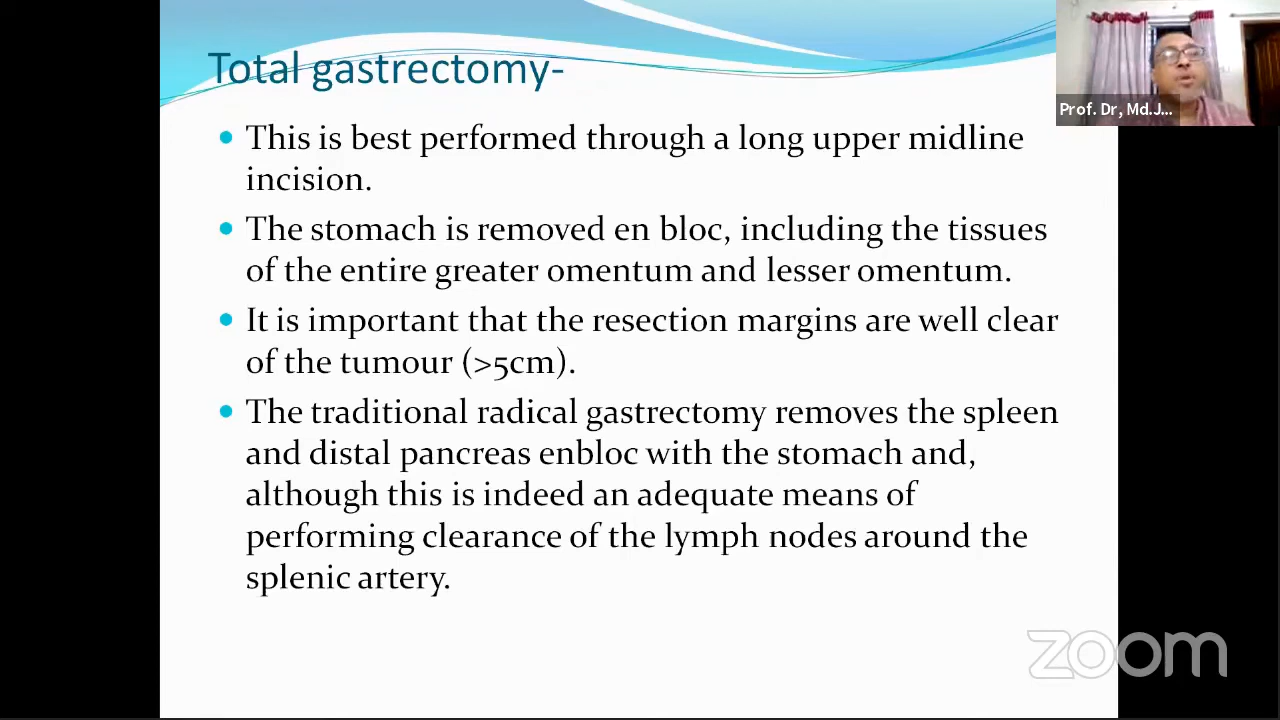 Total gastrectomy-
Prof. Dr, Md.J...
• This is best performed through a long upper midline
incision.
• The stomach is removed en bloc, including the tissues
of the entire greater omentum and lesser omentum.
• It is important that the resection margins are well clear
of the tumour (>5cm).
• The traditional radical gastrectomy removes the spleen
and distal pancreas enbloc with the stomach and,
although this is indeed an adequate means of
performing clearance of the lymph nodes around the
splenic artery.
zoom